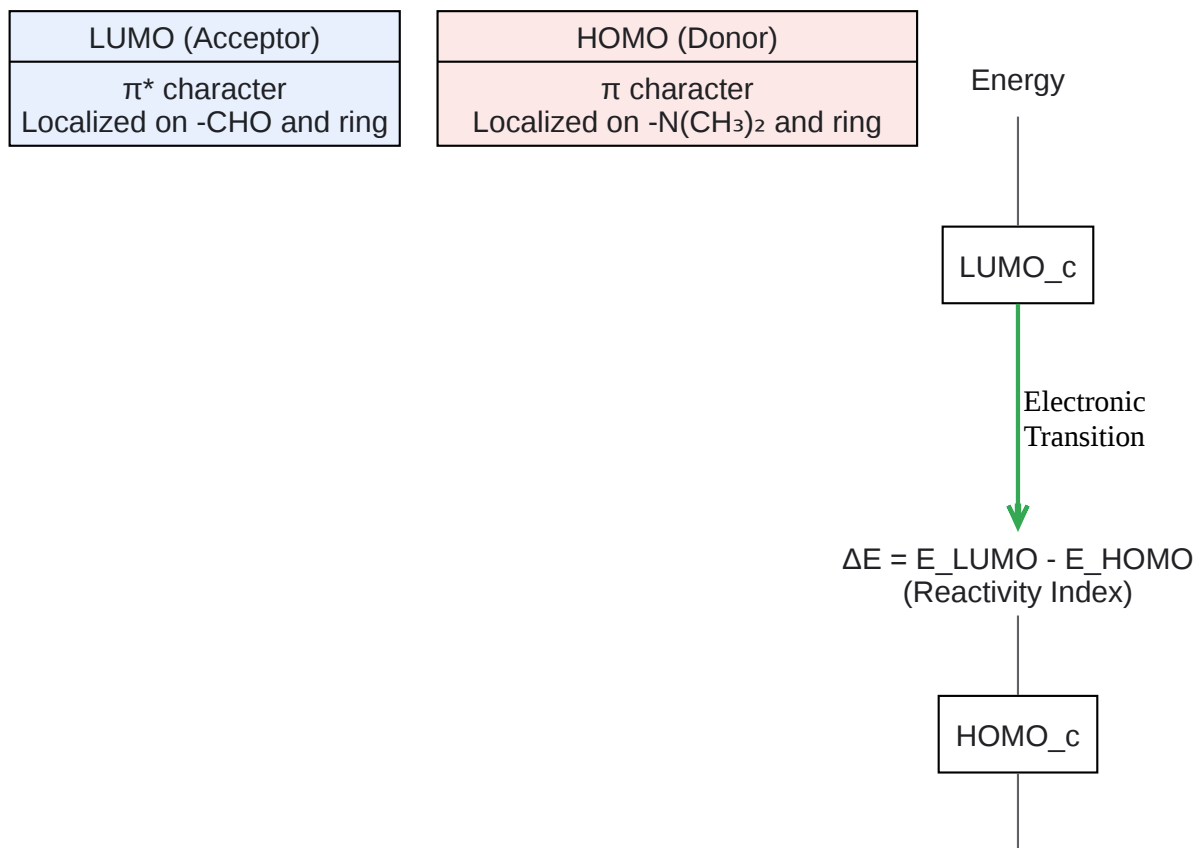 LUMO (Acceptor)
π* character
Localized on -CHO and ring
HOMO (Donor)
π character
Localized on -N(CH₃)₂ and ring
Energy
LUMO_c
Electronic
Transition
ΔE = E_LUMO - E_HOMO
(Reactivity Index)
HOMO_c